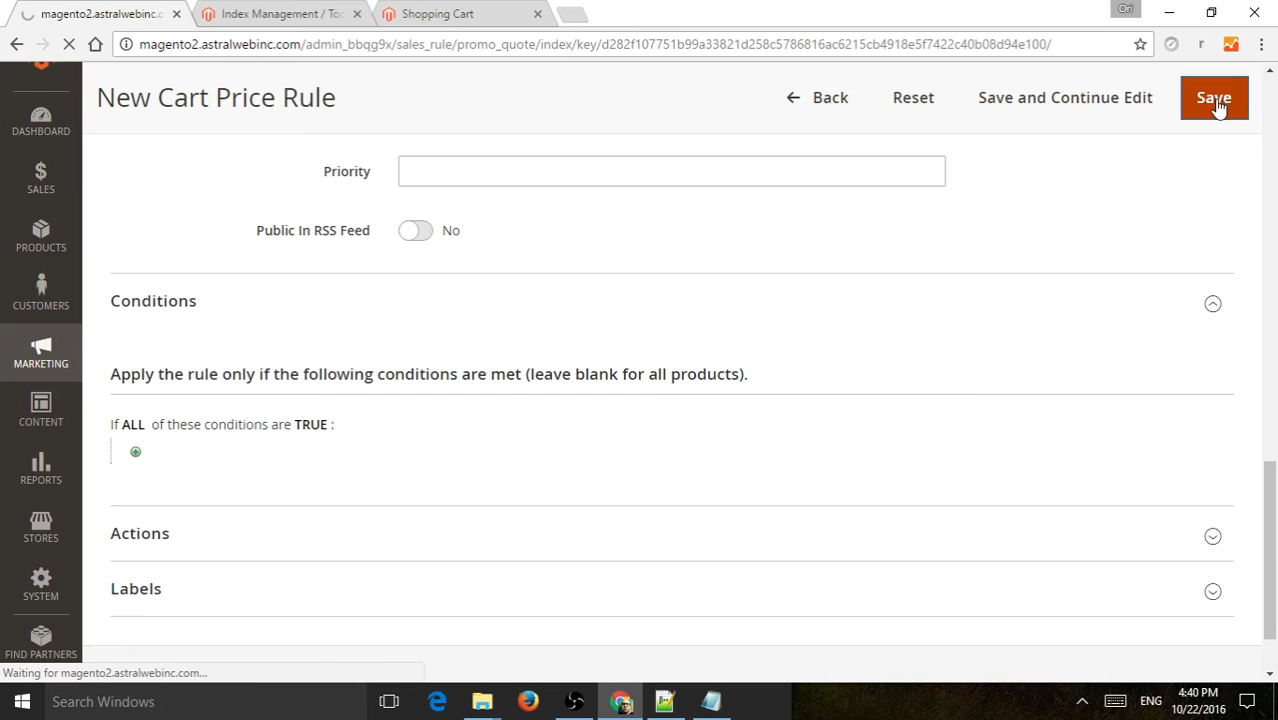 magento2.astralwebinc.c
Index Management / Too
Shopping Cart
Ori
magento2.astralwebinc.com/admin_bbqg9x/sales_rule/promo_quote/index/key/d282f107751b99a33821d258c5786816ac6215cb4918e5f7422c40b08d94e100/
New Cart Price Rule
Back
Reset
Save and Continue Edit
Save
DASHBOARD
SALES
PRODUCTS
CUSTOMERS
MARKETING
CONTENT
REPORTS
STORES
SYSTEM
FIND PARTNERS
Priority
Public In RSS Feed
No
Conditions
Apply the rule only if the following conditions are met (leave blank for all products).
If ALL of these conditions are TRUE :
Actions
Labels
Waiting for magento2.astralwebinc.com...
Search Windows
ENG
4:40 PM
10/22/2016